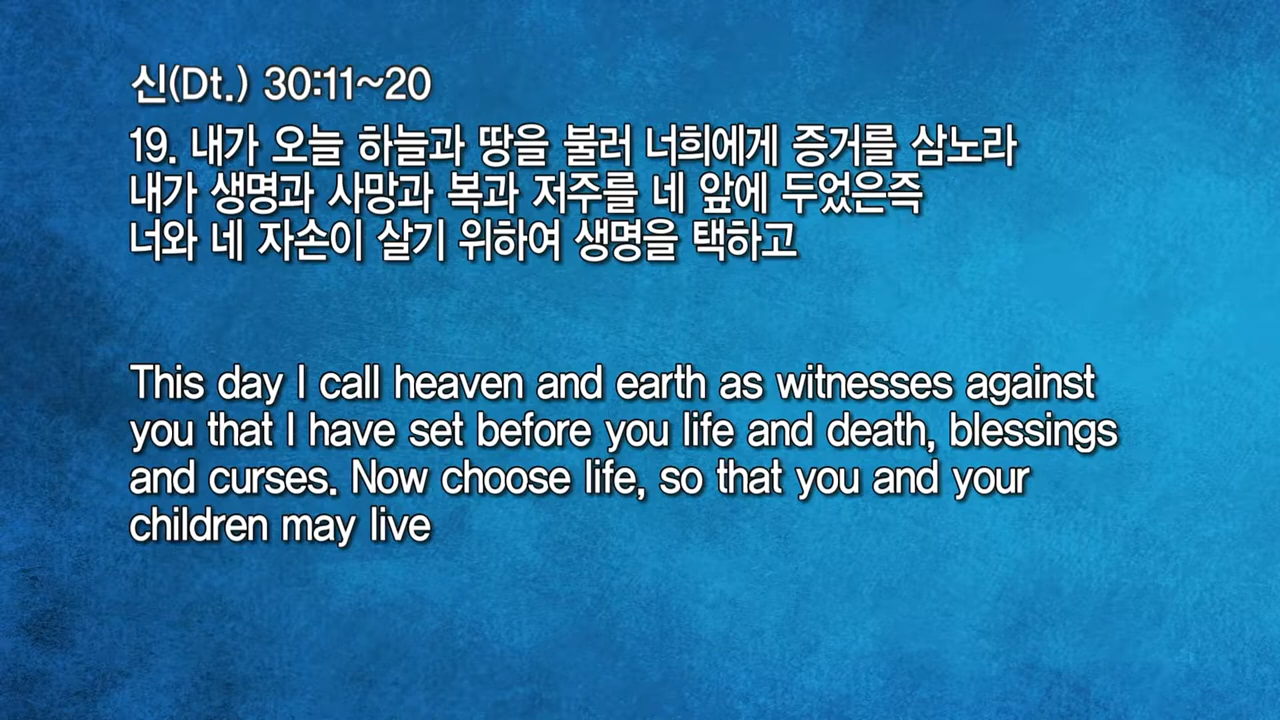 신(Dt.) 30:11~20
19. 내가 오늘 하늘과 땅을 불러 너희에게 증거를 삼노라
내가 생명과 사망과 복과 저주를 네 앞에 두었은즉
너와 네 자손이 살기 위하여 생명을 택하고
This day I call heaven and earth as witnesses against
you that I have set before you life and death, blessings
and curses. Now choose life, so that you and your
children may live